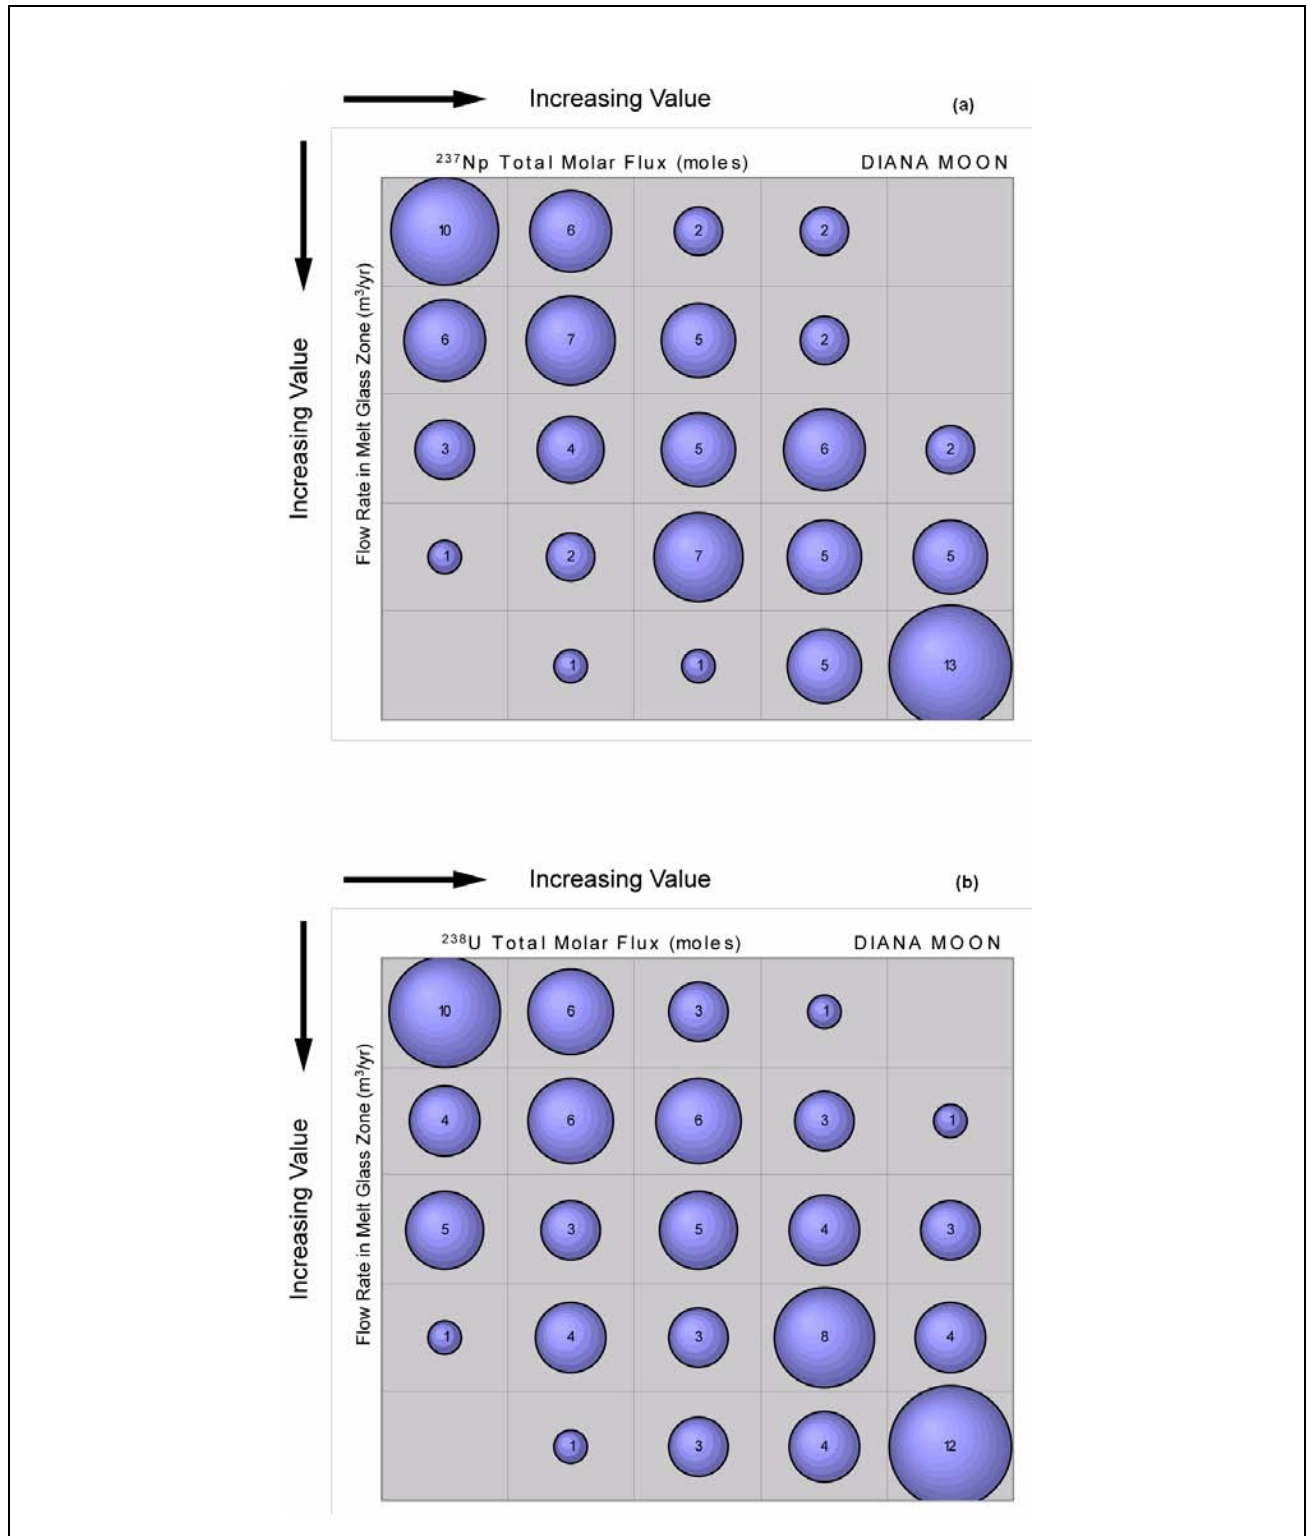 Increasing Value
(a)
Increasing Value
²³⁷Np Total Molar Flux (moles) DIANA MOON
Flow Rate in Melt Glass Zone (m³/yr)
10 6 2 2
6 7 5 2
3 4 5 6 2
1 2 7 5 5
1 1 5 13
Increasing Value
(b)
Increasing Value
²³⁸U Total Molar Flux (moles) DIANA MOON
Flow Rate in Melt Glass Zone (m³/yr)
10 6 3 1
4 6 6 3 1
5 3 5 4 3
1 4 3 8 4
1 3 4 12